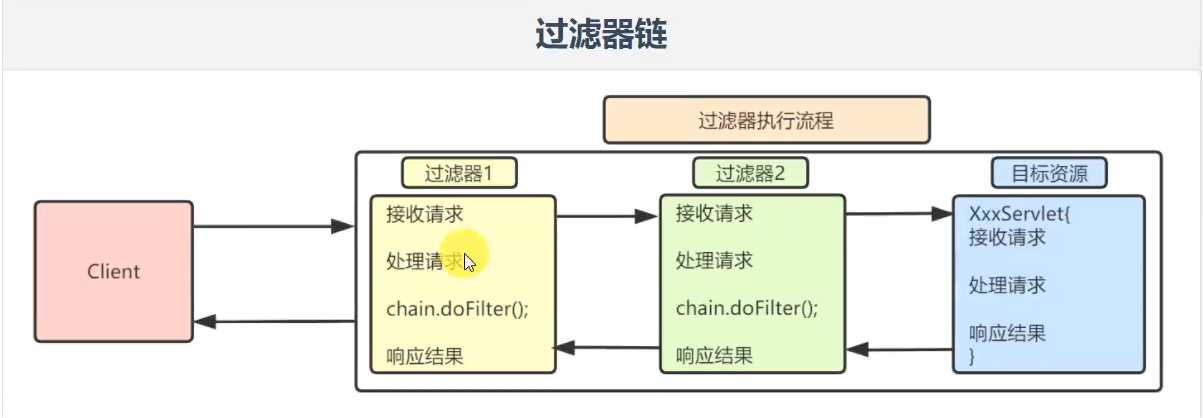 过滤器链
过滤器执行流程
Client
过滤器1
接收请求
处理请求
chain.doFilter();
响应结果
过滤器2
接收请求
处理请求
chain.doFilter();
响应结果
目标资源
XxxServlet{
接收请求
处理请求
响应结果
}